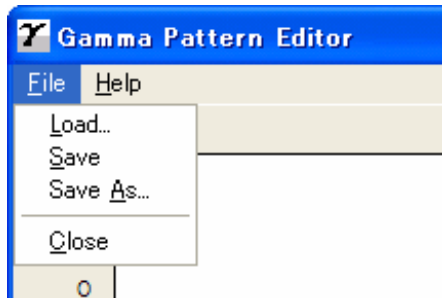 γ Gamma Pattern Editor
File Help
Load...
Save
Save As...
Close
0